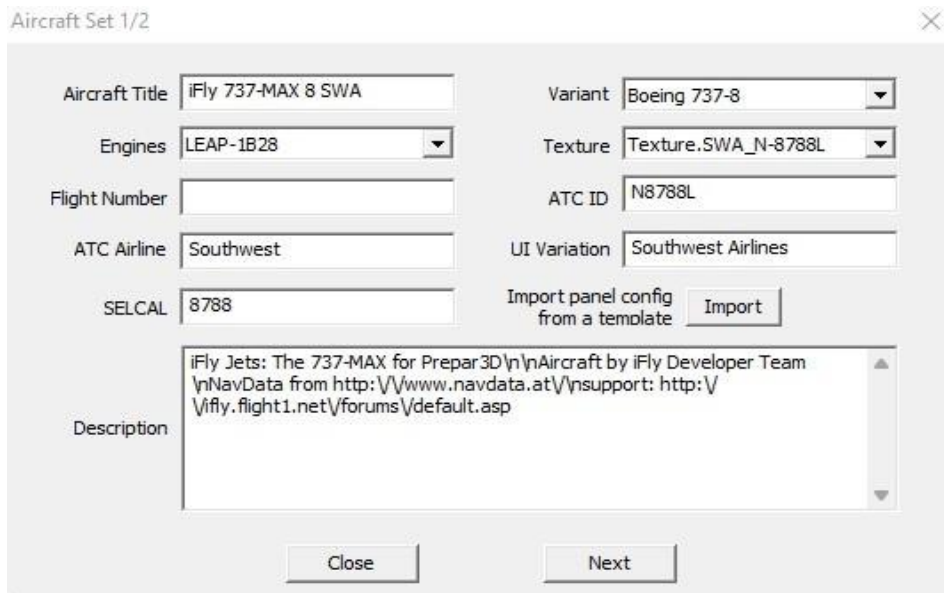 Aircraft Set 1/2
Aircraft Title iFly 737-MAX 8 SWA Variant Boeing 737-8
Engines LEAP-1B28 Texture Texture.SWA_N-8788L
Flight Number ATC ID N8788L
ATC Airline Southwest UI Variation Southwest Airlines
SELCAL 8788 Import panel config
from a template Import
Description iFly Jets: The 737-MAX for Prepar3D\n\nAircraft by iFly Developer Team
\nNavData from http:\/\/www.navdata.at\/\nsupport: http:\/
\/ifly.flight1.net\/forums\/default.asp
Close Next